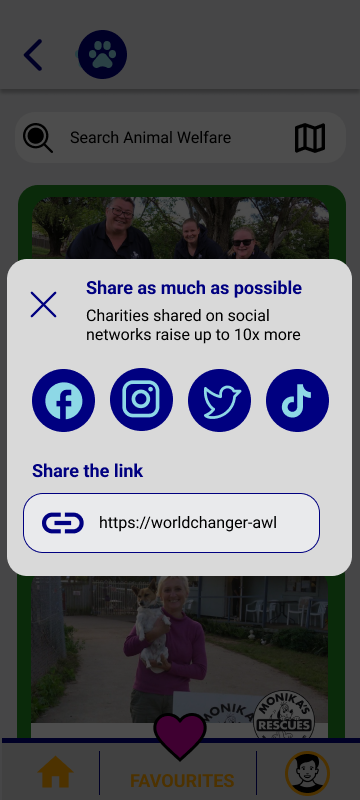 Search Animal Welfare
Share as much as possible
Charities shared on social
networks raise up to 10x more
Share the link
https://worldchanger-awl
MONIKA'S
MONIKA'S
RESCUES
FAVOURITES